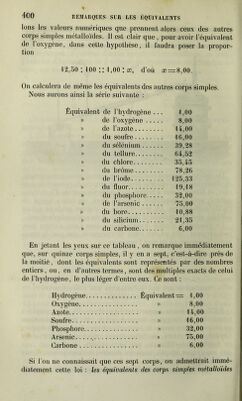 400 REMARQUES SUR LES ÉQUIVALENTS
lons les valeurs numériques que prennent alors ceux des autres
corps simples métalloïdes. Il est clair que, pour avoir l'équivalent
de l'oxygène, dans cette hypothèse, il faudra poser la propor-
tion
12,50 : 100 :: 1,00 : x, d'où x = 8,00.
On calculera de même les équivalents des autres corps simples.
Nous aurons ainsi la série suivante :
Équivalent de l'hydrogène ... 1,00
» de l'oxygène ..... 8,00
» de l'azote ....... 14,00
» du soufre ........ 16,00
» du sélénium ...... 39,28
» du tellure ....... 64,52
» du chlore ........ 35,45
» du brôme ......... 78,26
» de l'iode ........ 125,33
» du fluor ......... 19,18
» du phosphore ..... 32,00
» de l'arsenic ..... 75,00
» du bore .......... 10,88
» du silicium ...... 21,35
» du carbone ....... 6,00
En jetant les yeux sur ce tableau, on remarque immédiatement
que, sur quinze corps simples, il y en a sept, c'est-à-dire près de
la moitié, dont les équivalents sont représentés par des nombres
entiers, ou, en d'autres termes, sont des multiples exacts de celui
de l'hydrogène, le plus léger d'entre eux. Ce sont :
Hydrogène .............. Équivalent = 1,00
Oxygène ................ » 8,00
Azote .................. » 14,00
Soufre ................. » 16,00
Phosphore .............. » 32,00
Arsenic ................ » 75,00
Carbone ................ » 6,00
Si l'on ne connaissait que ces sept corps, on admettrait immé-
diatement cette loi : les équivalents des corps simples métalloïdes